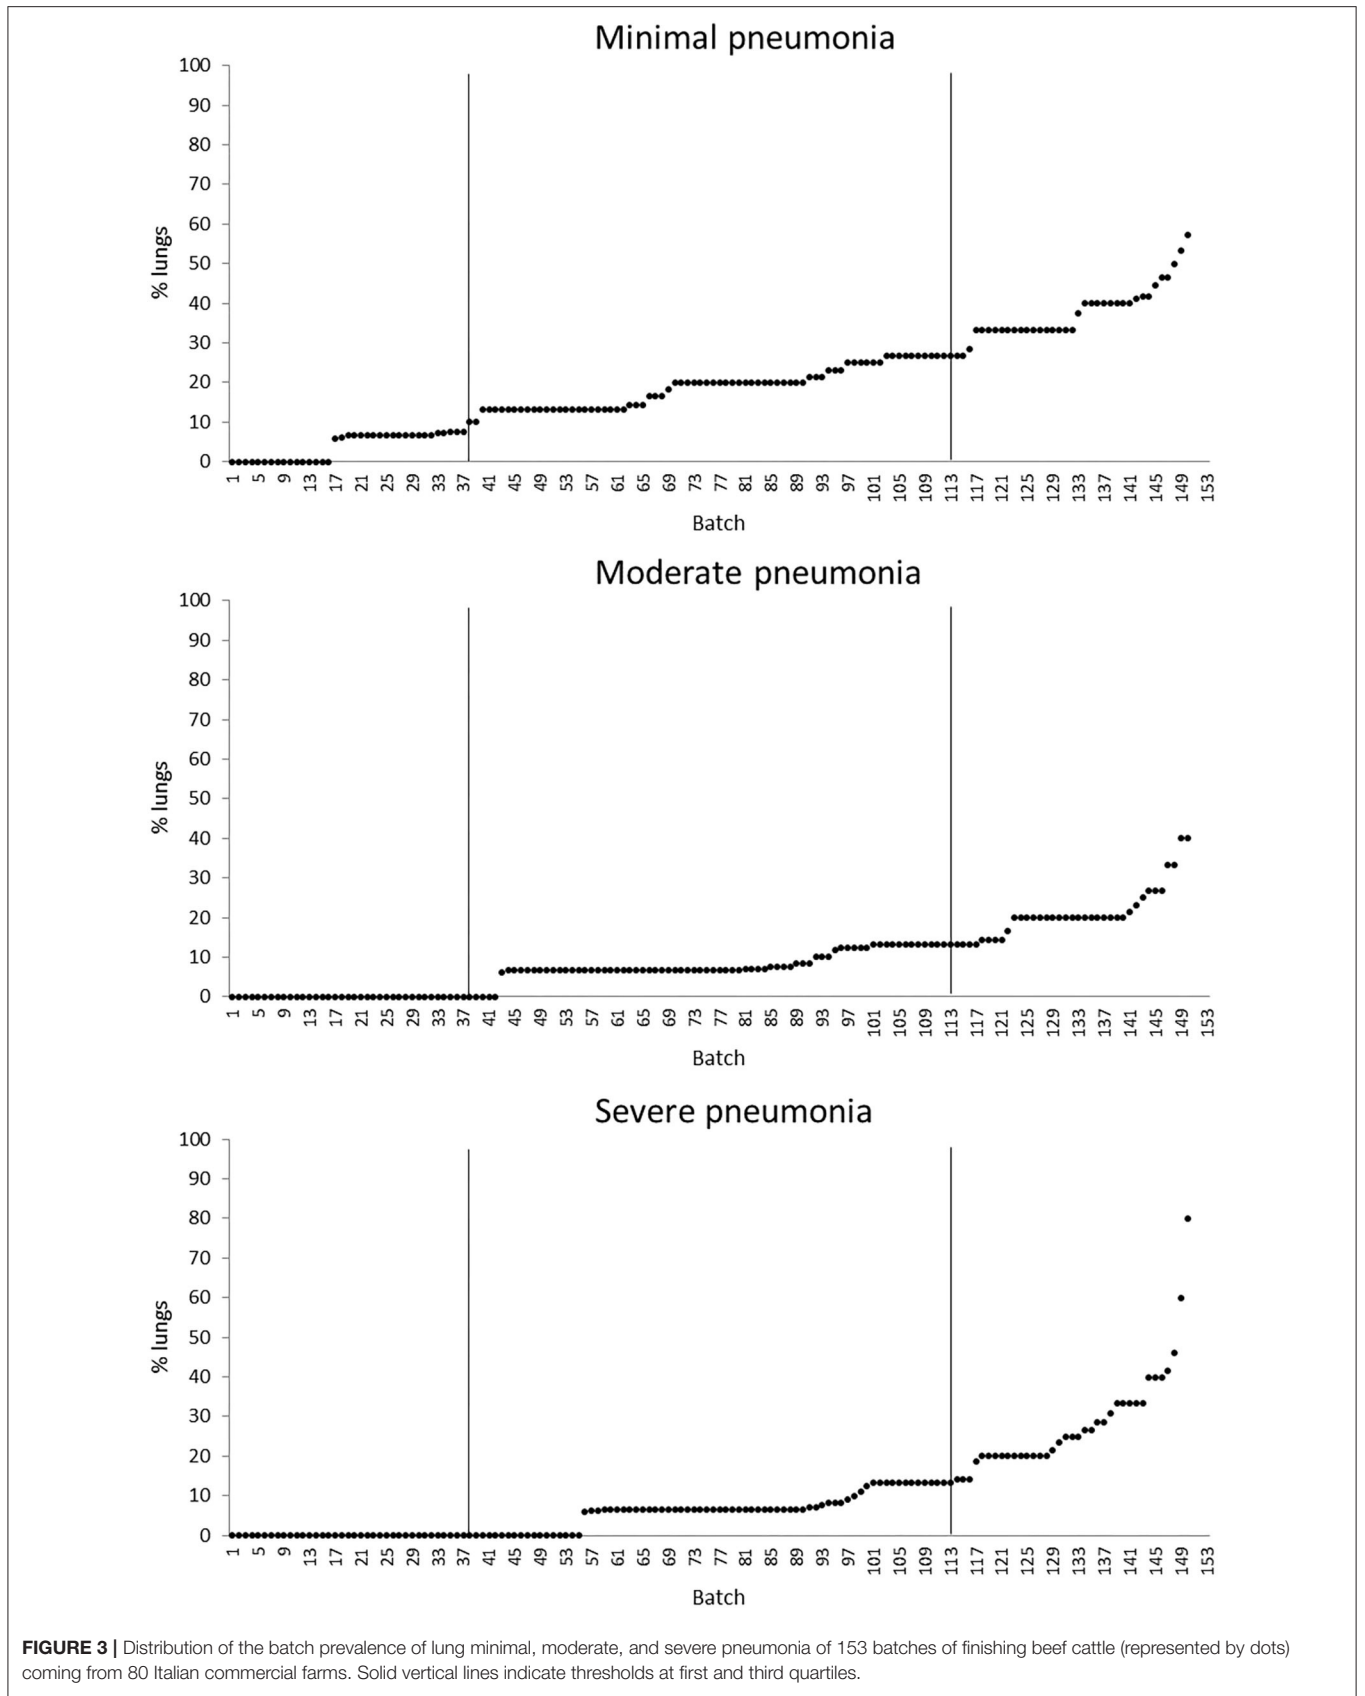 Minimal pneumonia
100
90
80
70
60
50
40
30
20
10
0
% lungs
1 5 9 13 17 21 25 29 33 37 41 45 49 53 57 61 65 69 73 77 81 85 89 93 97 101 105 109 113 117 121 125 129 133 137 141 145 149 153
Batch
Moderate pneumonia
100
90
80
70
60
50
40
30
20
10
0
% lungs
1 5 9 13 17 21 25 29 33 37 41 45 49 53 57 61 65 69 73 77 81 85 89 93 97 101 105 109 113 117 121 125 129 133 137 141 145 149 153
Batch
Severe pneumonia
100
90
80
70
60
50
40
30
20
10
0
% lungs
1 5 9 13 17 21 25 29 33 37 41 45 49 53 57 61 65 69 73 77 81 85 89 93 97 101 105 109 113 117 121 125 129 133 137 141 145 149 153
Batch
FIGURE 3 | Distribution of the batch prevalence of lung minimal, moderate, and severe pneumonia of 153 batches of finishing beef cattle (represented by dots)
coming from 80 Italian commercial farms. Solid vertical lines indicate thresholds at first and third quartiles.